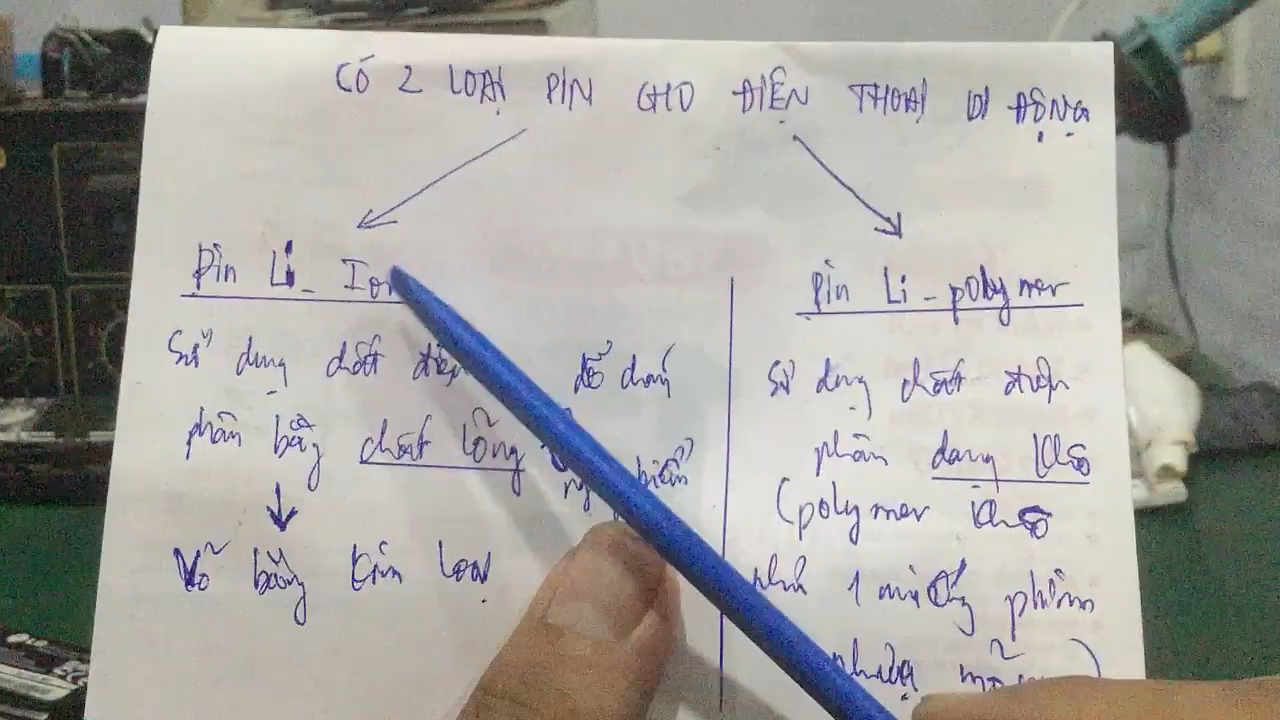 CÓ 2 LOẠI PIN CHO ĐIỆN THOẠI DI ĐỘNG
Pin Li - Ion
Sử dụng chất điện
phân bằng chất lỏng
Vỏ bằng kim loại
dễ cháy
Pin Li - polymer
Sử dụng chất điện
phân dạng khô
(polymer khô
như 1 miếng phim
nhựa mỏng)